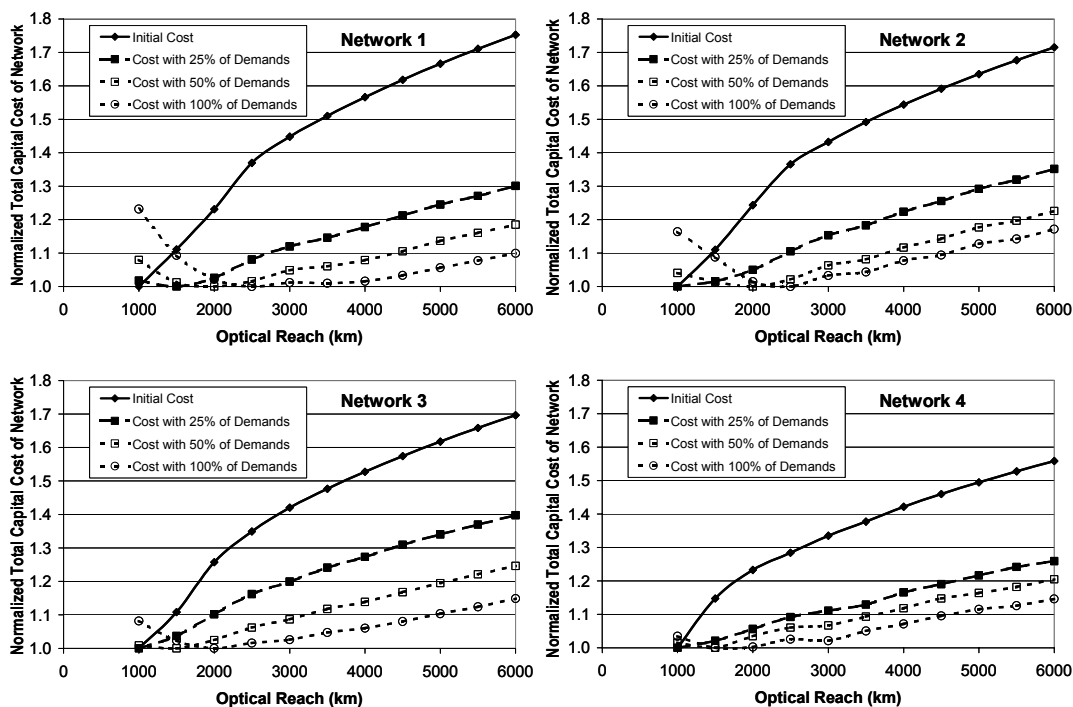 Normalized Total Capital Cost of Network
1.8
1.7
1.6
1.5
1.4
1.3
1.2
1.1
1.0
Initial Cost
Cost with 25% of Demands
Cost with 50% of Demands
Cost with 100% of Demands
Network 1
0 1000 2000 3000 4000 5000 6000
Optical Reach (km)
Normalized Total Capital Cost of Network
1.8
1.7
1.6
1.5
1.4
1.3
1.2
1.1
1.0
Initial Cost
Cost with 25% of Demands
Cost with 50% of Demands
Cost with 100% of Demands
Network 2
0 1000 2000 3000 4000 5000 6000
Optical Reach (km)
Normalized Total Capital Cost of Network
1.8
1.7
1.6
1.5
1.4
1.3
1.2
1.1
1.0
Initial Cost
Cost with 25% of Demands
Cost with 50% of Demands
Cost with 100% of Demands
Network 3
0 1000 2000 3000 4000 5000 6000
Optical Reach (km)
Normalized Total Capital Cost of Network
1.8
1.7
1.6
1.5
1.4
1.3
1.2
1.1
1.0
Initial Cost
Cost with 25% of Demands
Cost with 50% of Demands
Cost with 100% of Demands
Network 4
0 1000 2000 3000 4000 5000 6000
Optical Reach (km)